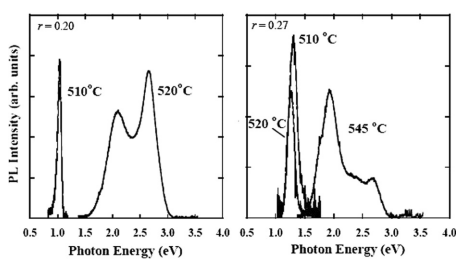 r = 0.20
510 °C
520 °C
PL Intensity (arb. units)
0.5 1.0 1.5 2.0 2.5 3.0 3.5 4.0
Photon Energy (eV)
r = 0.27
510 °C
520 °C
545 °C
0.5 1.0 1.5 2.0 2.5 3.0 3.5 4.0
Photon Energy (eV)